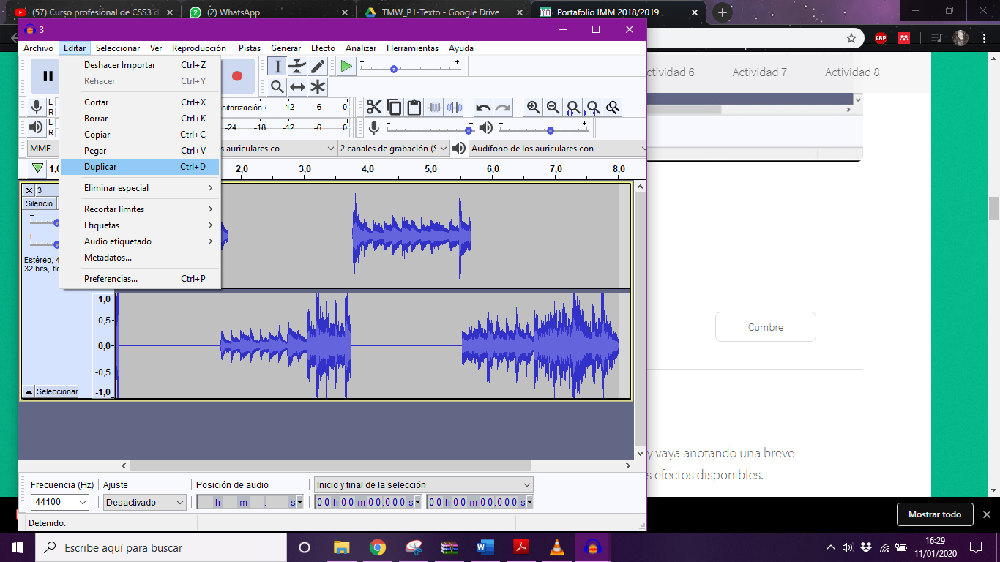 (57) Curso profesional de CSS3 d
(2) WhatsApp
TMW_P1-Texto - Google Drive
Portafolio IMM 2018/2019
3
ABP
Archivo Editar Seleccionar Ver Reproducción Pistas Generar Efecto Analizar Herramientas Ayuda
Deshacer Importar Ctrl+Z
Rehacer Ctrl+Y
Cortar Ctrl+X
Borrar Ctrl+K
Copiar Ctrl+C
Pegar Ctrl+V
Duplicar Ctrl+D
Eliminar especial
Recortar límites
Etiquetas
Audio etiquetado
Metadatos...
Preferencias... Ctrl+P
ctividad 6 Actividad 7 Actividad 8
L
R
nitorización -12 -6 0
L
R
-24 -18 -12 -6 0
MME
s auriculares co
2 canales de grabación (S
Audífono de los auriculares con
1,0 2,0 3,0 4,0 5,0 6,0 7,0 8,0
3
Silencio
L
Estéreo, 4
32 bits, flo
1,0
0,5
0,0
-0,5
-1,0
Seleccionar
Cumbre
y vaya anotando una breve
s efectos disponibles.
Frecuencia (Hz) Ajuste Posición de audio Inicio y final de la selección
44100 Desactivado - - h - - m - - . - - - s 00 h 00 m 00.000 s 00 h 00 m 00.000 s
Detenido.
Mostrar todo
Escribe aquí para buscar
16:29
11/01/2020